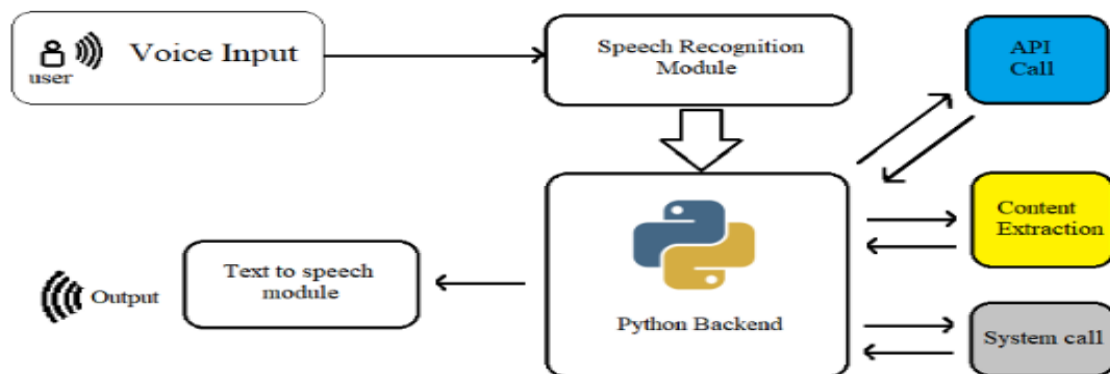 Voice Input
user
Speech Recognition
Module
API
Call
Content
Extraction
Text to speech
module
Output
Python Backend
System call